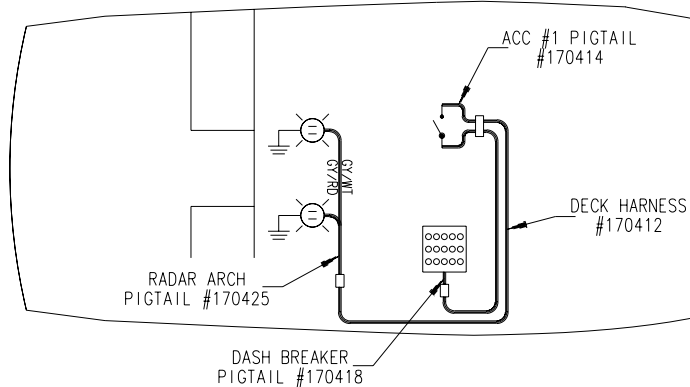 ACC #1 PIGTAIL
#170414
GY/WT
GY/RD
DECK HARNESS
#170412
RADAR ARCH
PIGTAIL #170425
DASH BREAKER
PIGTAIL #170418